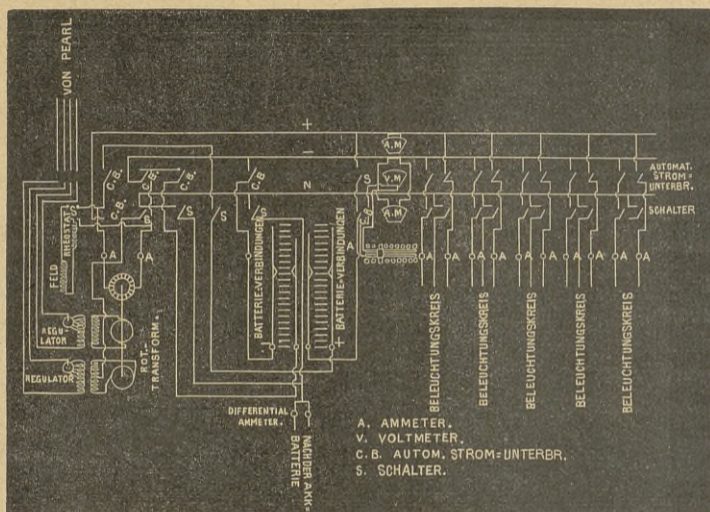 VON PEARL
+
−
N
A.M
V.M
A.M
AUTOMAT.
STROM=
UNTERBR.
SCHALTER
C.B.
C.B.
C.B.
C.B.
C.B.
S
S
S
S
S
A
A
A
FELD
RHEOSTAT.
REGU-
LATOR
REGULATOR
ROT.-
TRANSFORM.
BATTERIE-VERBINDUNGEN
+ BATTERIE-VERBINDUNGEN
A A A A A A A A A A
BELEUCHTUNGSKREIS
BELEUCHTUNGSKREIS
BELEUCHTUNGSKREIS
BELEUCHTUNGSKREIS
BELEUCHTUNGSKREIS
DIFFERENTIAL
AMMETER.
NACH DER AKK=
BATTERIE
A. AMMETER.
V. VOLTMETER.
C.B. AUTOM. STROM=UNTERBR.
S. SCHALTER.